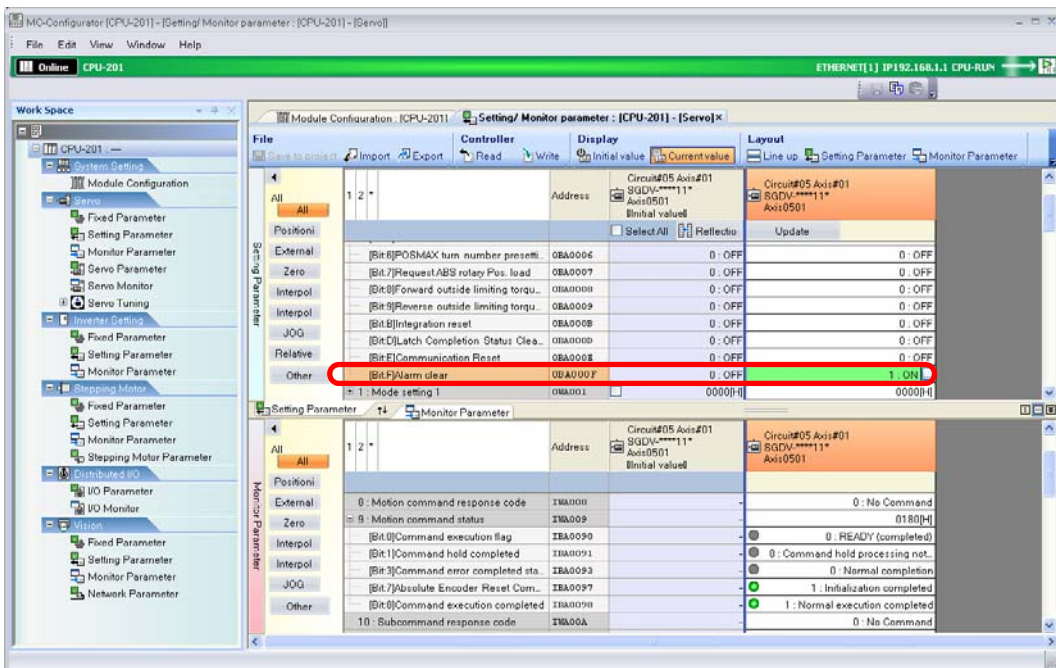 MC-Configurator [CPU-201] - [Setting/ Monitor parameter : [CPU-201] - [Servo]]
File Edit View Window Help
Online CPU-201 ETHERNET[1] IP192.168.1.1 CPU-RUN
Work Space
CPU-201 : ---
System Setting
Module Configuration
Servo
Fixed Parameter
Setting Parameter
Monitor Parameter
Servo Parameter
Servo Monitor
Servo Tuning
Inverter Setting
Fixed Parameter
Setting Parameter
Monitor Parameter
Stepping Motor
Fixed Parameter
Setting Parameter
Monitor Parameter
Stepping Motor Parameter
Distributed I/O
I/O Parameter
I/O Monitor
Vision
Fixed Parameter
Setting Parameter
Monitor Parameter
Network Parameter
Module Configuration : [CPU-201] Setting/ Monitor parameter : [CPU-201] - [Servo]
File Controller Display Layout
Save to project Import Export Read Write Initial value Current value Line up Setting Parameter Monitor Parameter
Setting Parameter
All
All
Positioni
External
Zero
Interpol
Interpol
JOG
Relative
Other
1 2 * Address Circuit#05 Axis#01 SGDV-****11* Axis0501 [Initial value] Circuit#05 Axis#01 SGDV-****11* Axis0501
Select All Reflectio Update
[Bit:6]POSMAX turn number presetti.. OBA0006 0 : OFF 0 : OFF
[Bit:7]Request ABS rotary Pos. load OBA0007 0 : OFF 0 : OFF
[Bit:8]Forward outside limiting torqu.. OBA0008 0 : OFF 0 : OFF
[Bit:9]Reverse outside limiting torqu.. OBA0009 0 : OFF 0 : OFF
[Bit:B]Integration reset OBA000B 0 : OFF 0 : OFF
[Bit:D]Latch Completion Status Clea.. OBA000D 0 : OFF 0 : OFF
[Bit:E]Communication Reset OBA000E 0 : OFF 0 : OFF
[Bit:F]Alarm clear OBA000F 0 : OFF 1 : ON
1 : Mode setting 1 OWA001 0000[H] 0000[H]
Setting Parameter Monitor Parameter
Monitor Parameter
All
All
Positioni
External
Zero
Interpol
Interpol
JOG
Other
1 2 * Address Circuit#05 Axis#01 SGDV-****11* Axis0501 [Initial value] Circuit#05 Axis#01 SGDV-****11* Axis0501
8 : Motion command response code IWA008 - 0 : No Command
9 : Motion command status IWA009 - 0180[H]
[Bit:0]Command execution flag IBA0090 - 0 : READY (completed)
[Bit:1]Command hold completed IBA0091 - 0 : Command hold processing not..
[Bit:3]Command error completed sta.. IBA0093 - 0 : Normal completion
[Bit:7]Absolute Encoder Reset Com.. IBA0097 - 1 : Initialization completed
[Bit:8]Command execution completed IBA0098 - 1 : Normal execution completed
10 : Subcommand response code IWA00A - 0 : No Command